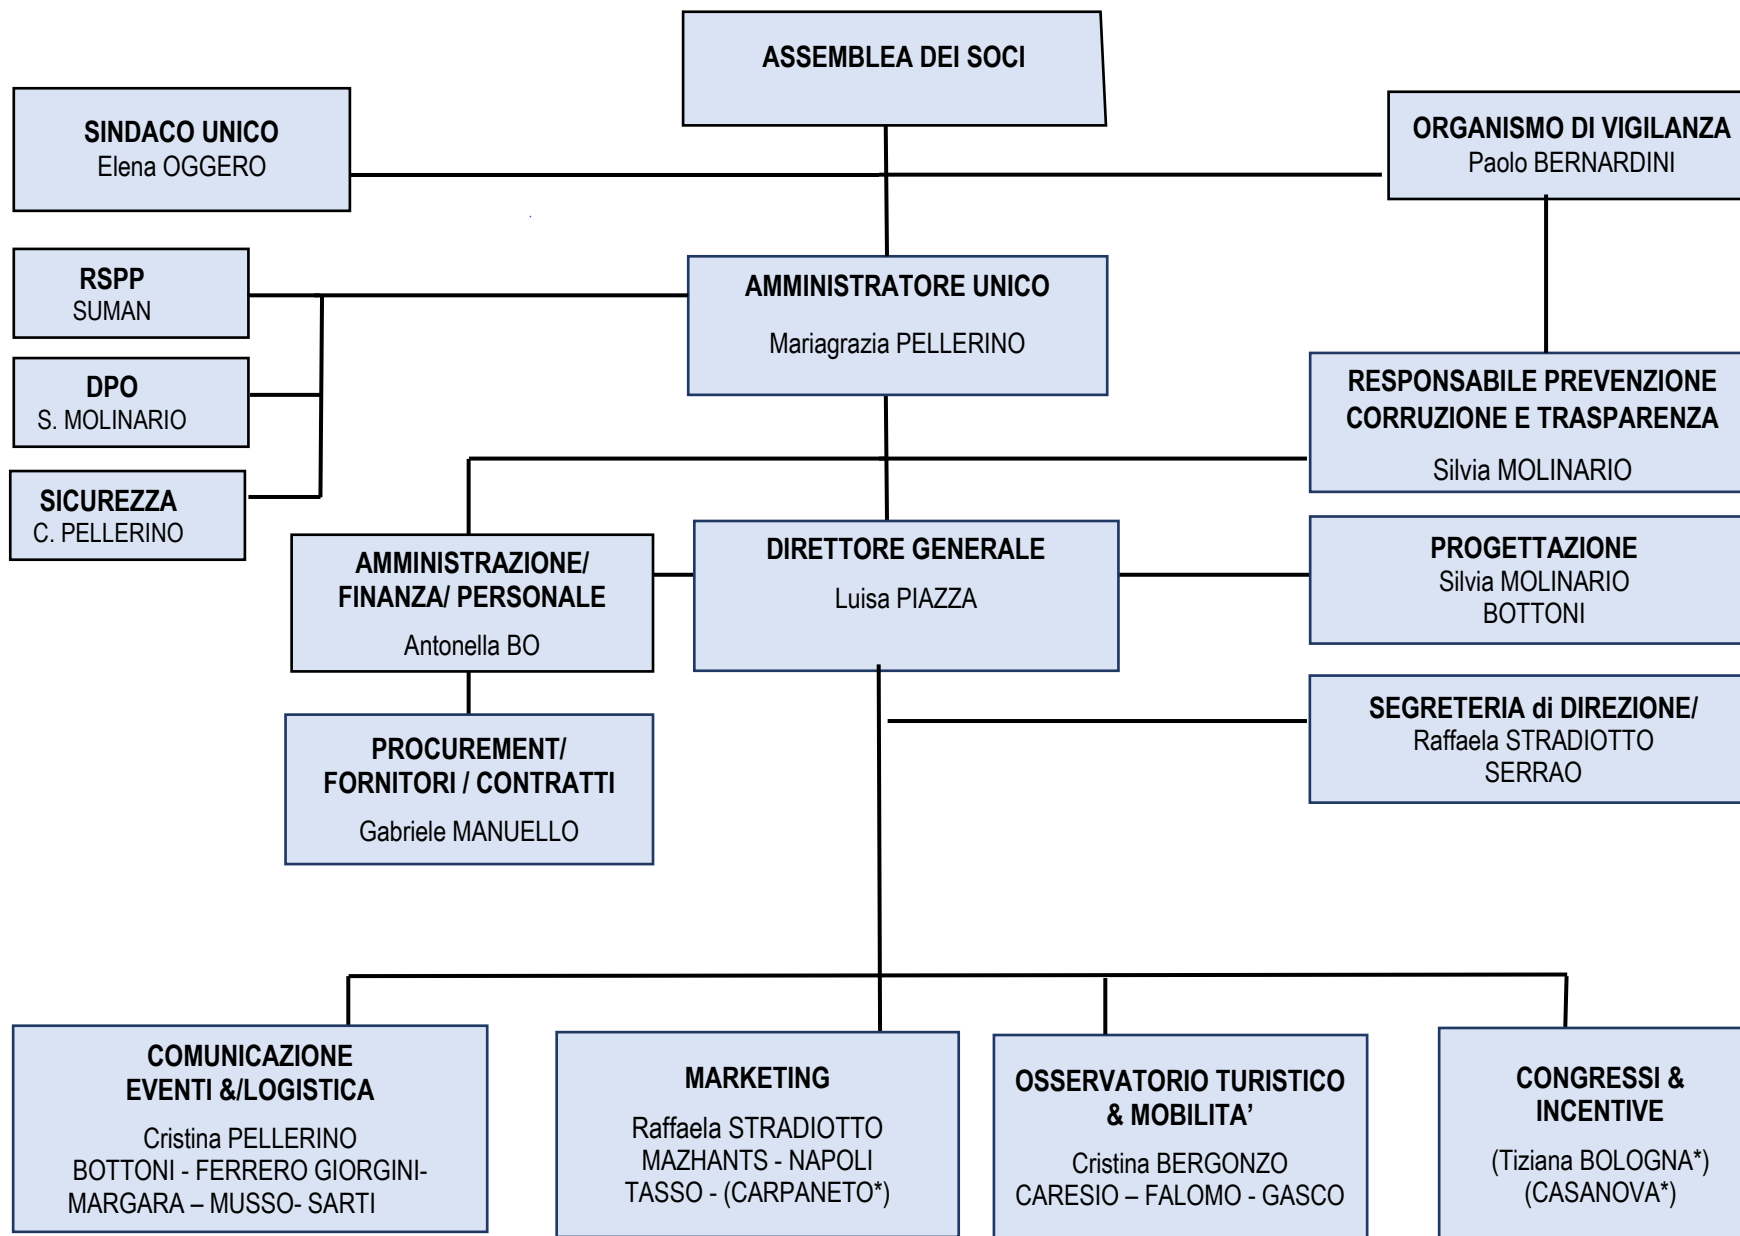 ASSEMBLEA DEI SOCI
SINDACO UNICO
Elena OGGERO
ORGANISMO DI VIGILANZA
Paolo BERNARDINI
RSPP
SUMAN
AMMINISTRATORE UNICO
Mariagrazia PELLERINO
DPO
S. MOLINARIO
RESPONSABILE PREVENZIONE
CORRUZIONE E TRASPARENZA
Silvia MOLINARIO
SICUREZZA
C. PELLERINO
AMMINISTRAZIONE/
FINANZA/ PERSONALE
Antonella BO
DIRETTORE GENERALE
Luisa PIAZZA
PROGETTAZIONE
Silvia MOLINARIO
BOTTONI
SEGRETERIA di DIREZIONE/
Raffaela STRADIOTTO
SERRAO
PROCUREMENT/
FORNITORI / CONTRATTI
Gabriele MANUELLO
COMUNICAZIONE
EVENTI &/LOGISTICA
Cristina PELLERINO
BOTTONI - FERRERO GIORGINI-
MARGARA – MUSSO- SARTI
MARKETING
Raffaela STRADIOTTO
MAZHANTS - NAPOLI
TASSO - (CARPANETO*)
OSSERVATORIO TURISTICO
& MOBILITA’
Cristina BERGONZO
CARESIO – FALOMO - GASCO
CONGRESSI &
INCENTIVE
(Tiziana BOLOGNA*)
(CASANOVA*)